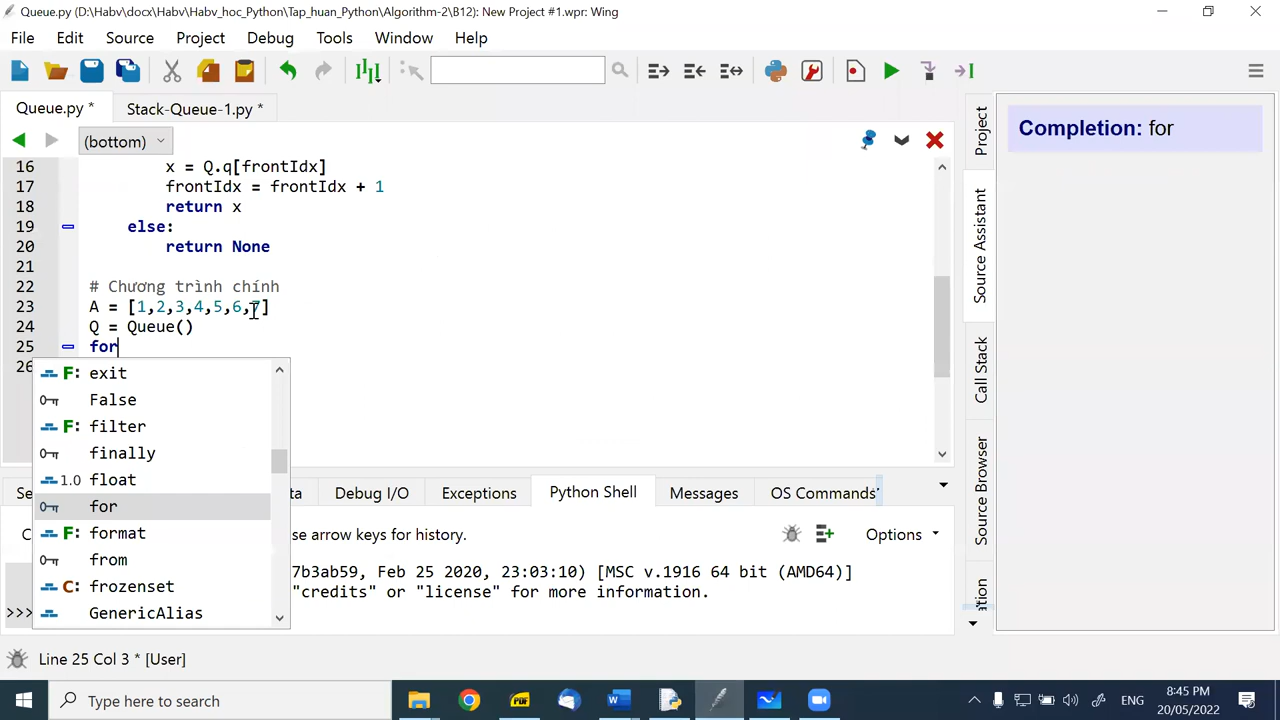 Queue.py (D:\Habv\docx\Habv\Habv_hoc_Python\Tap_huan_Python\Algorithm-2\B12): New Project #1.wpr: Wing
File Edit Source Project Debug Tools Window Help
Queue.py * Stack-Queue-1.py *
(bottom)
16 x = Q.q[frontIdx]
17 frontIdx = frontIdx + 1
18 return x
19 else:
20 return None
21
22 # Chương trình chính
23 A = [1,2,3,4,5,6,7]
24 Q = Queue()
25 for
26
F: exit
False
F: filter
finally
1.0 float
for
F: format
from
C: frozenset
GenericAlias
Completion: for
Project
Source Assistant
Call Stack
Source Browser
Debug I/O Exceptions Python Shell Messages OS Commands
se arrow keys for history. Options
7b3ab59, Feb 25 2020, 23:03:10) [MSC v.1916 64 bit (AMD64)]
"credits" or "license" for more information.
>>>
Line 25 Col 3 * [User]
Type here to search
PDF
ENG
8:45 PM
20/05/2022